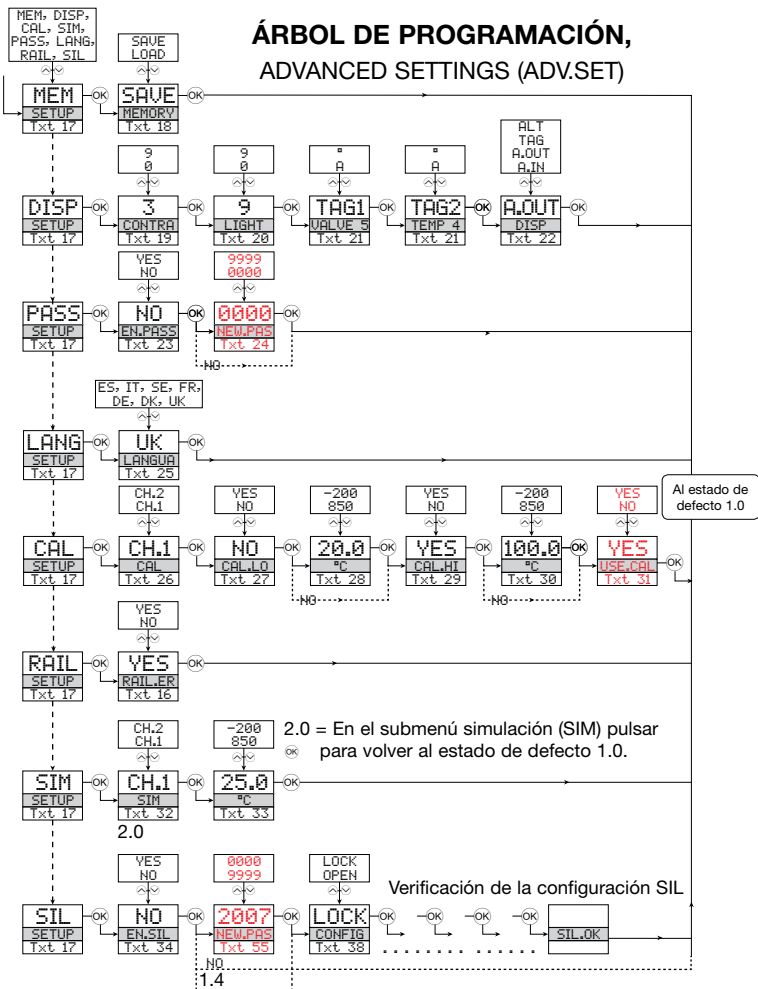 MEM, DISP,
CAL, SIM,
PASS, LANG,
RAIL, SIL
SAVE
LOAD
ÁRBOL DE PROGRAMACIÓN,
ADVANCED SETTINGS (ADV.SET)
MEM
SETUP
Txt 17
OK
SAVE
MEMORY
Txt 18
OK
9
0
9
0
"
A
"
A
ALT
TAG
A.OUT
A.IN
DISP
SETUP
Txt 17
OK
3
CONTRA
Txt 19
OK
9
LIGHT
Txt 20
OK
TAG1
VALVE 5
Txt 21
OK
TAG2
TEMP 4
Txt 21
OK
A.OUT
DISP
Txt 22
OK
YES
NO
9999
0000
PASS
SETUP
Txt 17
OK
NO
EN.PASS
Txt 23
OK
0000
NEW.PAS
Txt 24
OK
NO
ES, IT, SE, FR,
DE, DK, UK
LANG
SETUP
Txt 17
OK
UK
LANGUA
Txt 25
OK
Al estado de
defecto 1.0
CH.2
CH.1
YES
NO
-200
850
YES
NO
-200
850
YES
NO
CAL
SETUP
Txt 17
OK
CH.1
CAL
Txt 26
OK
NO
CAL.LO
Txt 27
OK
20.0
°C
Txt 28
OK
YES
CAL.HI
Txt 29
OK
100.0
°C
Txt 30
OK
YES
USE.CAL
Txt 31
OK
NO
NO
YES
NO
RAIL
SETUP
Txt 17
OK
YES
RAIL.ER
Txt 16
OK
CH.2
CH.1
-200
850
2.0 = En el submenú simulación (SIM) pulsar
OK para volver al estado de defecto 1.0.
SIM
SETUP
Txt 17
OK
CH.1
SIM
Txt 32
OK
25.0
°C
Txt 33
OK
2.0
YES
NO
0000
9999
LOCK
OPEN
Verificación de la configuración SIL
SIL
SETUP
Txt 17
OK
NO
EN.SIL
Txt 34
OK
2007
NEW.PAS
Txt 55
OK
LOCK
CONFIG
Txt 38
OK
OK
OK
OK
. . . . . . . . . . . . . .
SIL.OK
NO
1.4